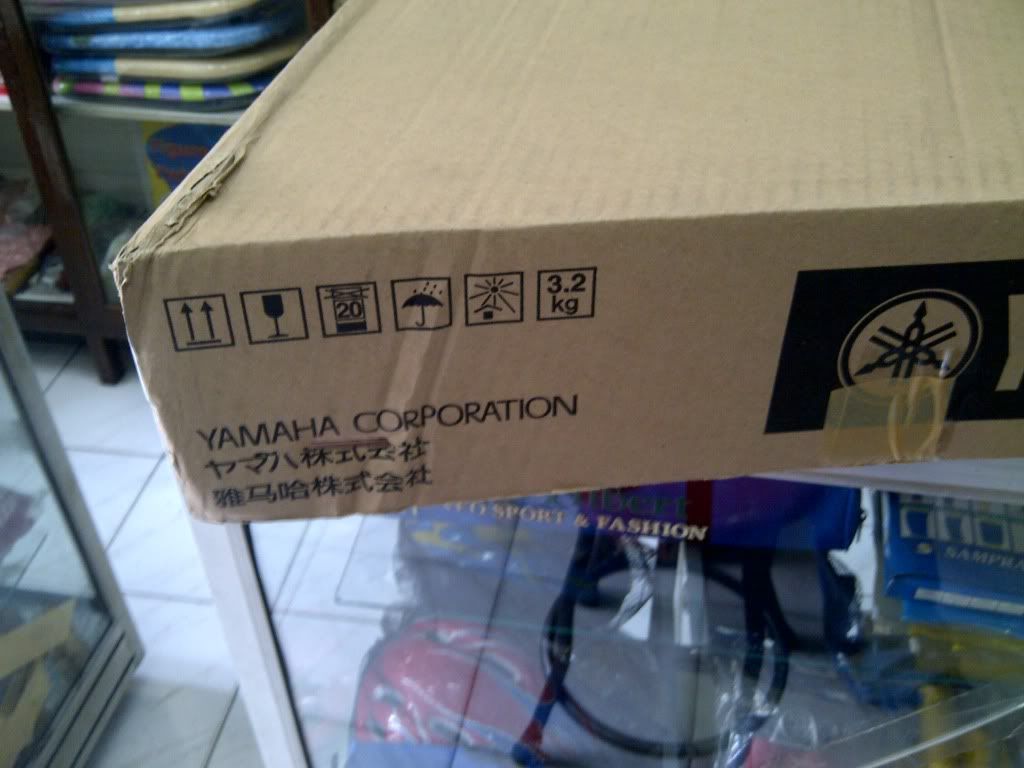 20
3.2
kg
YAMAHA CORPORATION
ヤマハ株式会社
雅马哈株式会社
SPORT & FASHION
SAMPRA